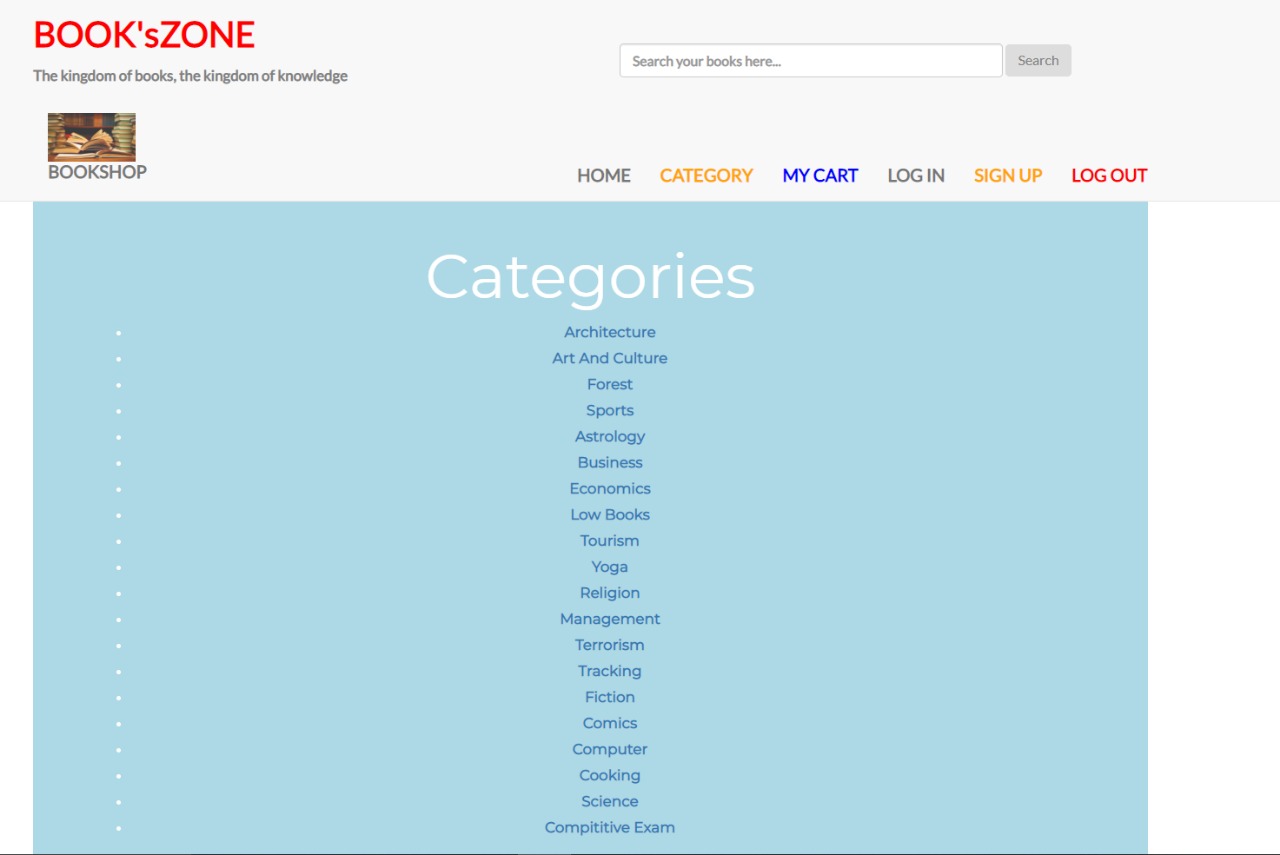 BOOK'sZONE
The kingdom of books, the kingdom of knowledge
Search your books here...
Search
BOOKSHOP
HOME CATEGORY MY CART LOG IN SIGN UP LOG OUT
Categories
Architecture
Art And Culture
Forest
Sports
Astrology
Business
Economics
Low Books
Tourism
Yoga
Religion
Management
Terrorism
Tracking
Fiction
Comics
Computer
Cooking
Science
Compititive Exam